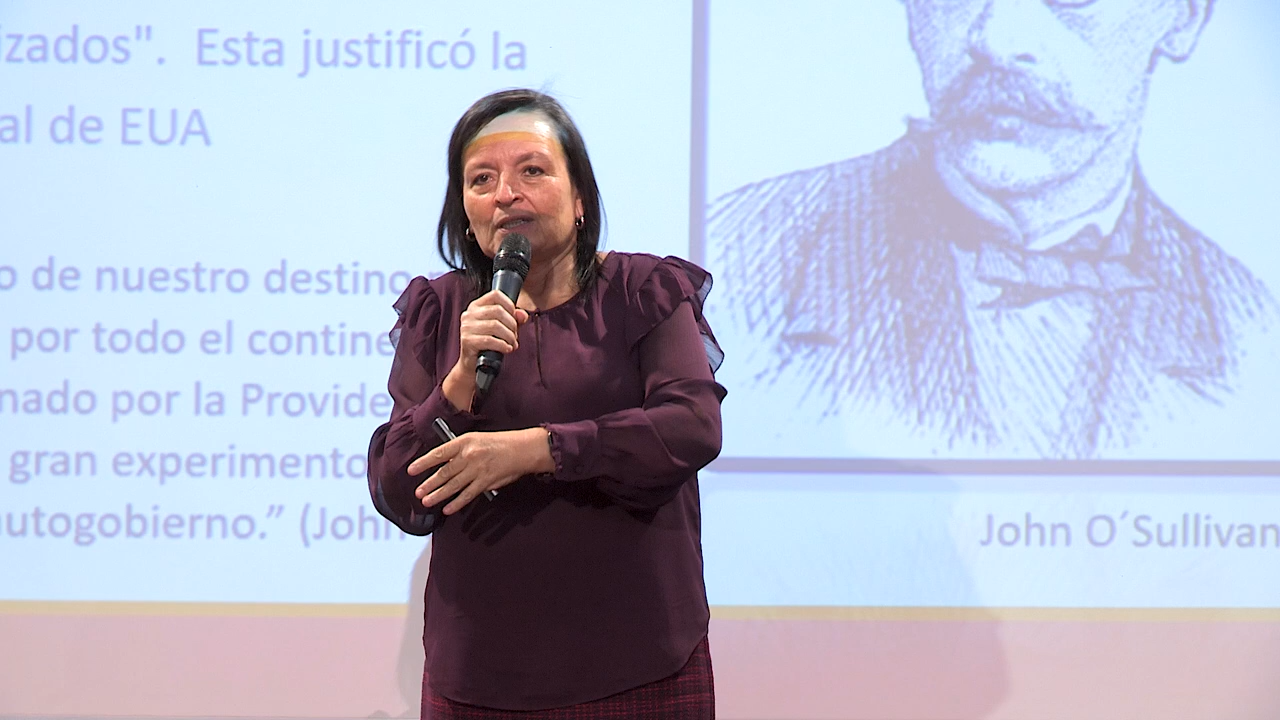 izados". Esta justificó la
al de EUA
o de nuestro destino
por todo el contine
nado por la Provide
gran experimento
autogobierno.” (John
John O´Sullivan